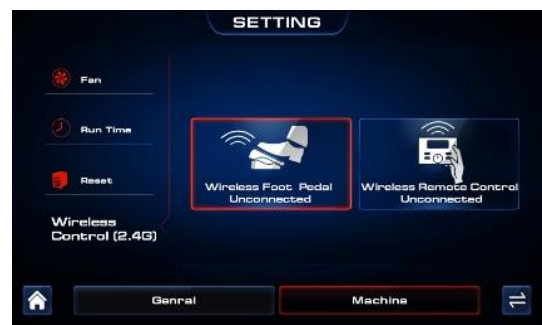 SETTING
Fan
Run Time
Reset
Wireless
Control (2.4G)
Wireless Foot Pedal
Unconnected
Wireless Remote Control
Unconnected
Genral
Machine